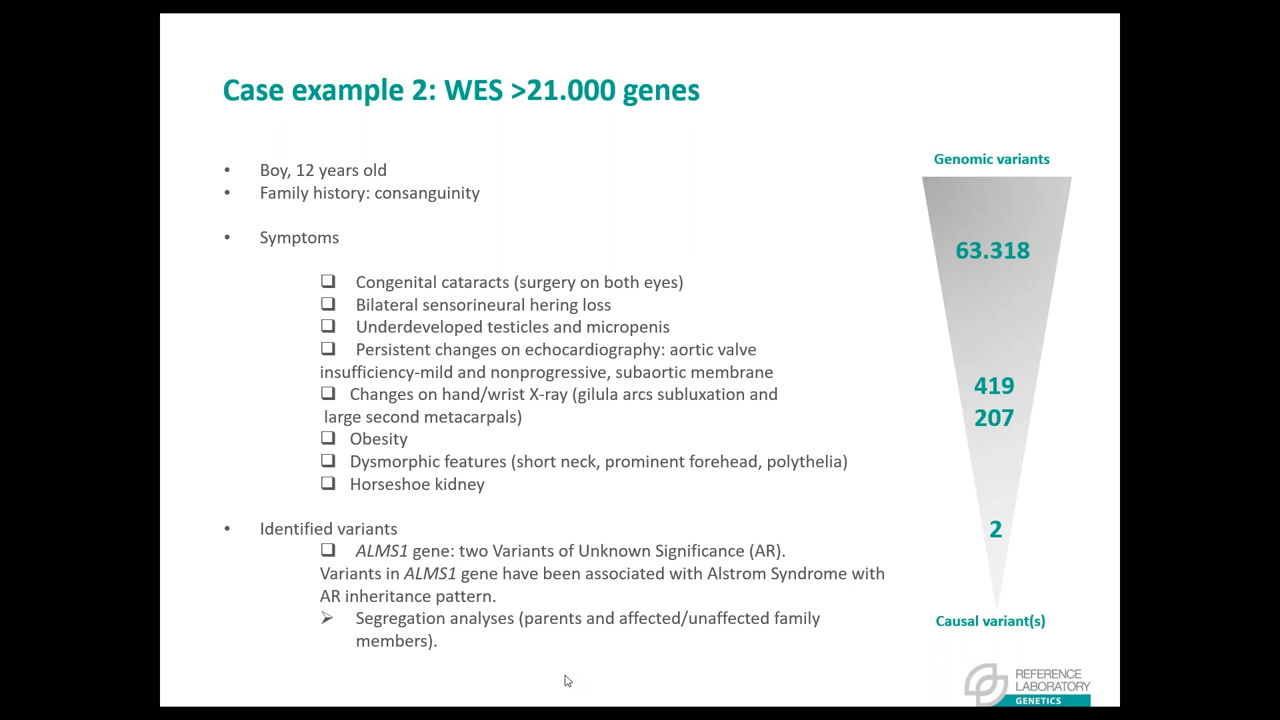 Case example 2: WES >21.000 genes
• Boy, 12 years old
• Family history: consanguinity
• Symptoms
❑ Congenital cataracts (surgery on both eyes)
❑ Bilateral sensorineural hering loss
❑ Underdeveloped testicles and micropenis
❑ Persistent changes on echocardiography: aortic valve
insufficiency-mild and nonprogressive, subaortic membrane
❑ Changes on hand/wrist X-ray (gilula arcs subluxation and
large second metacarpals)
❑ Obesity
❑ Dysmorphic features (short neck, prominent forehead, polythelia)
❑ Horseshoe kidney
• Identified variants
❑ ALMS1 gene: two Variants of Unknown Significance (AR).
Variants in ALMS1 gene have been associated with Alstrom Syndrome with
AR inheritance pattern.
➢ Segregation analyses (parents and affected/unaffected family
members).
Genomic variants
63.318
419
207
2
Causal variant(s)
REFERENCE
LABORATORY
GENETICS